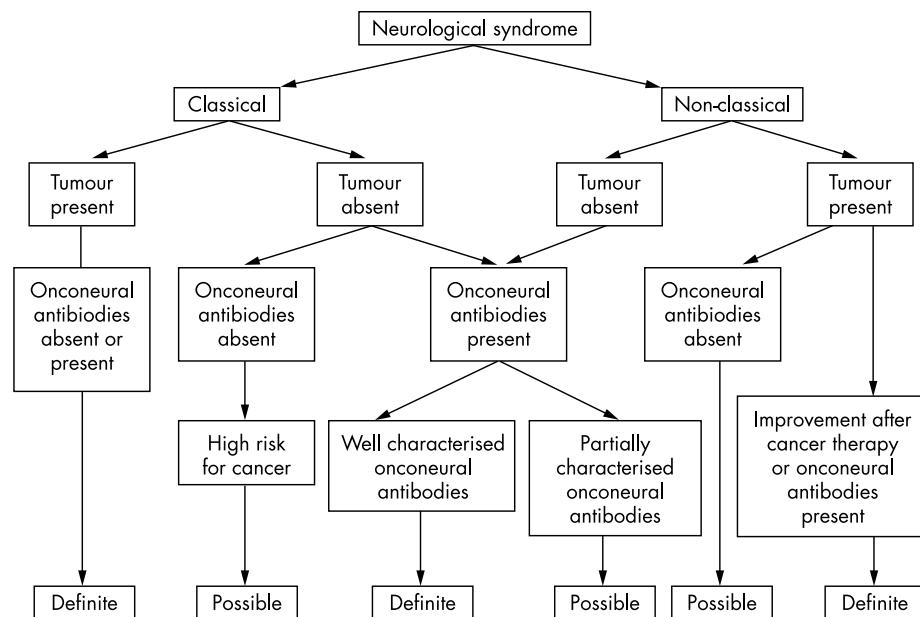 Neurological syndrome
Classical
Non-classical
Tumour
present
Tumour
absent
Tumour
absent
Tumour
present
Onconeural
antibiodies
absent or
present
Onconeural
antibiodies
absent
Onconeural
antibiodies
present
Onconeural
antibiodies
absent
High risk
for cancer
Well characterised
onconeural
antibodies
Partially
characterised
onconeural
antibodies
Improvement after
cancer therapy
or onconeural
antibodies
present
Definite
Possible
Definite
Possible
Possible
Definite